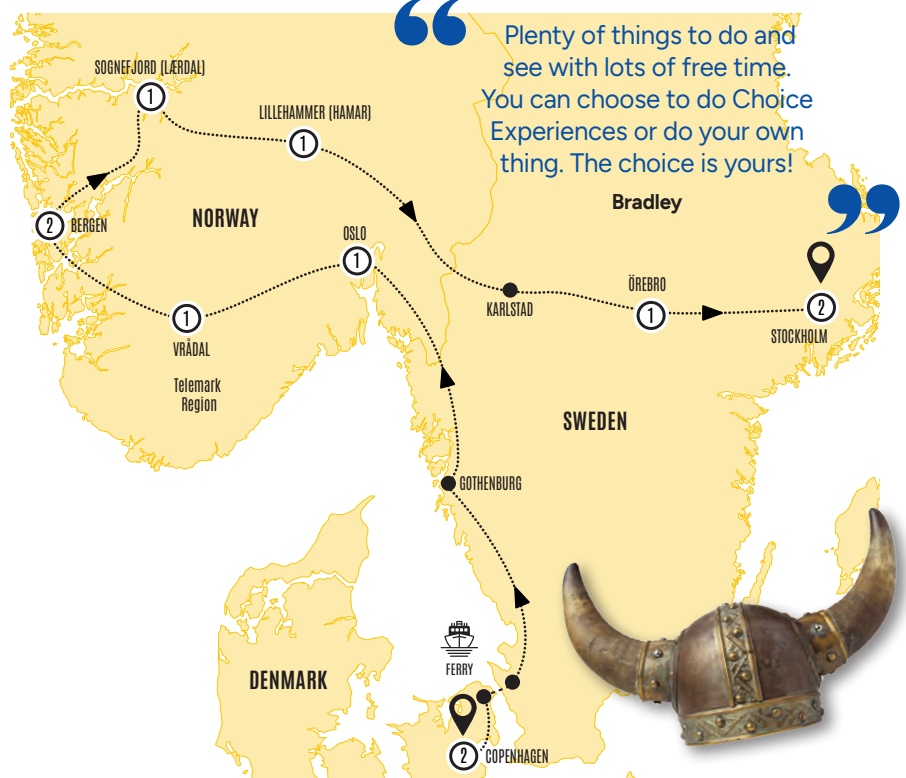 “
Plenty of things to do and
see with lots of free time.
You can choose to do Choice
Experiences or do your own
thing. The choice is yours!
”
Bradley
SOGNEFJORD (LÆRDAL)
1
LILLEHAMMER (HAMAR)
1
2 BERGEN
NORWAY
OSLO
1
1
VRÅDAL
Telemark
Region
KARLSTAD
ÖREBRO
1
2
STOCKHOLM
SWEDEN
GOTHENBURG
FERRY
DENMARK
2 COPENHAGEN